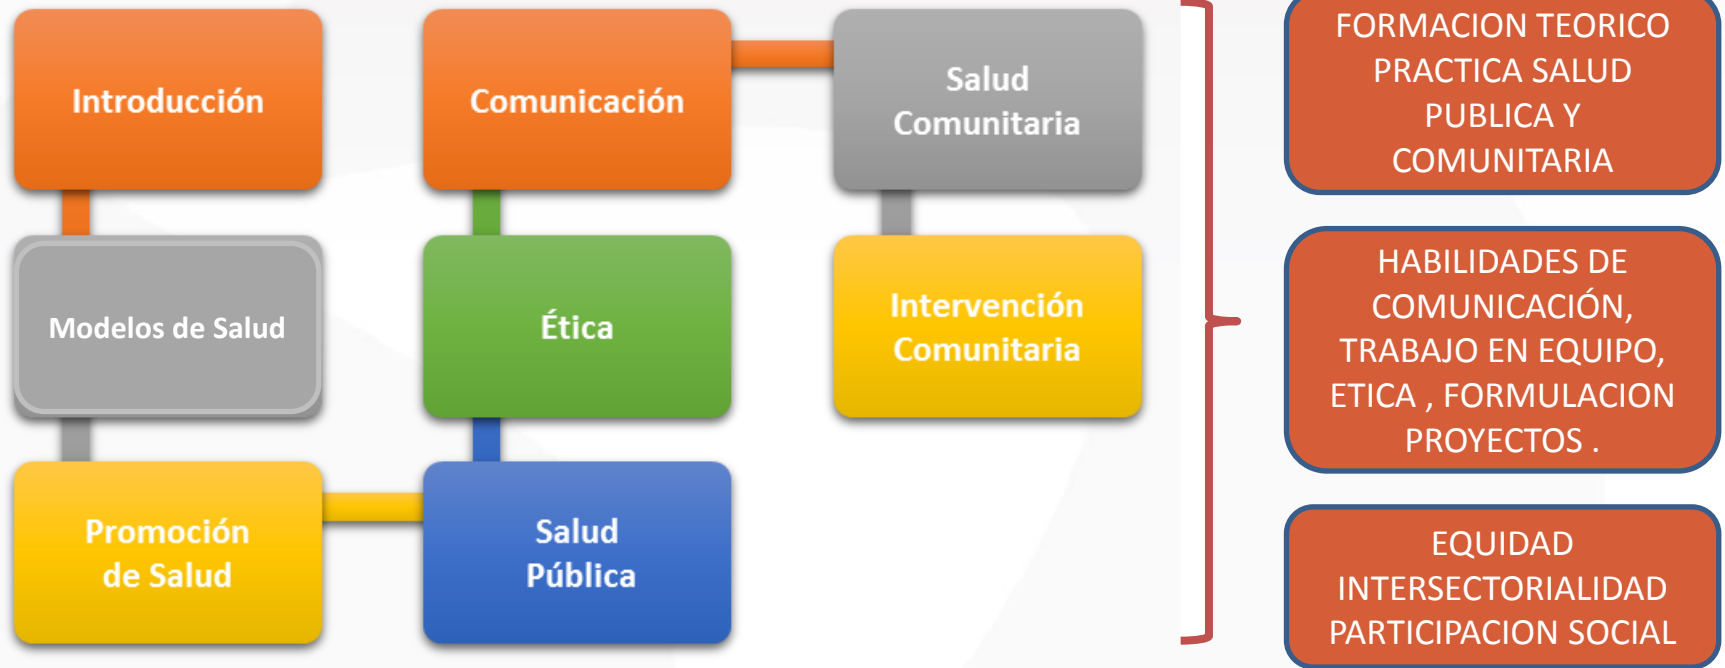 Introducción
Modelos de Salud
Promoción
de Salud
Salud
Pública
Ética
Comunicación
Salud
Comunitaria
Intervención
Comunitaria
FORMACION TEORICO
PRACTICA SALUD
PUBLICA Y
COMUNITARIA
HABILIDADES DE
COMUNICACIÓN,
TRABAJO EN EQUIPO,
ETICA , FORMULACION
PROYECTOS .
EQUIDAD
INTERSECTORIALIDAD
PARTICIPACION SOCIAL